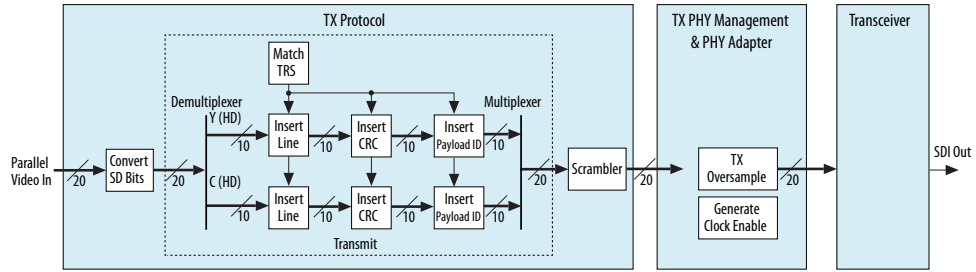 TX Protocol
TX PHY Management
& PHY Adapter
Transceiver
Match
TRS
Demultiplexer
Multiplexer
Y (HD)
Insert
Line
Insert
CRC
Insert
Payload ID
10
10
10
10
Parallel
Video In
20
Convert
SD Bits
20
C (HD)
10
Insert
Line
10
Insert
CRC
10
Insert
Payload ID
10
20
Scrambler
20
TX
Oversample
20
Generate
Clock Enable
SDI Out
Transmit